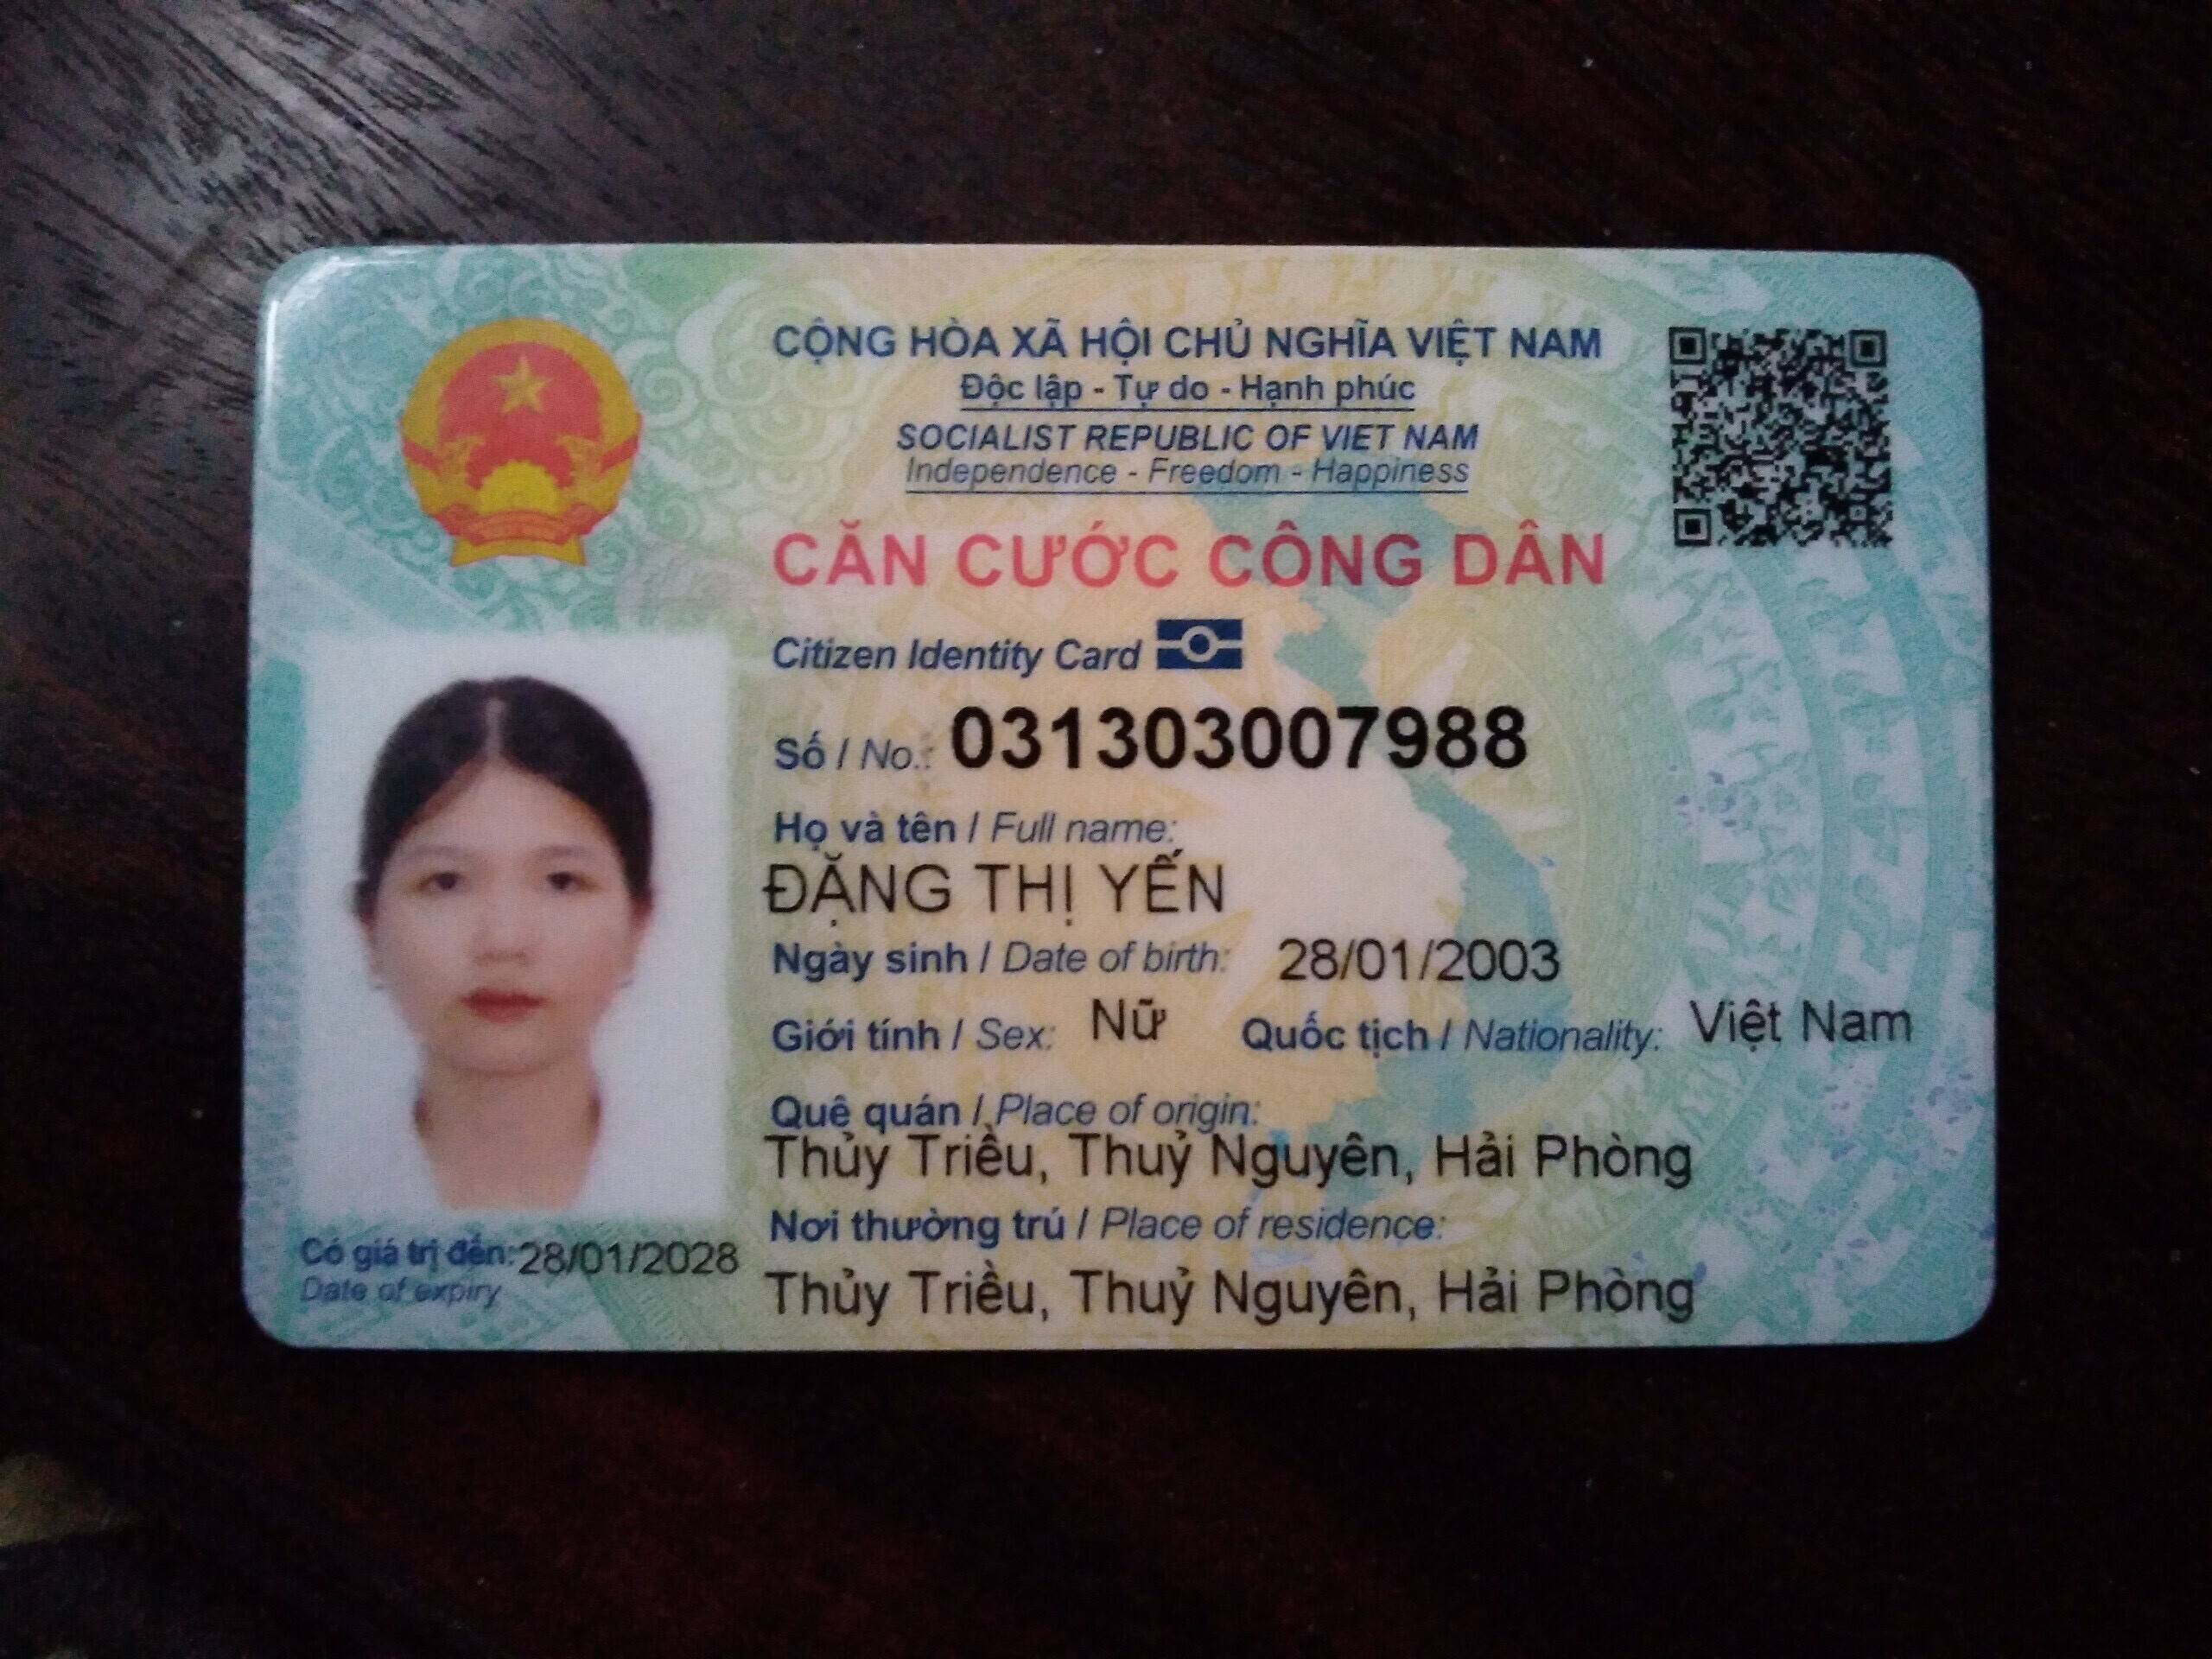 CỘNG HÒA XÃ HỘI CHỦ NGHĨA VIỆT NAM
Độc lập - Tự do - Hạnh phúc
SOCIALIST REPUBLIC OF VIET NAM
Independence - Freedom - Happiness
CĂN CƯỚC CÔNG DÂN
Citizen Identity Card
Số / No.: 031303007988
Họ và tên / Full name:
ĐẶNG THỊ YẾN
Ngày sinh / Date of birth: 28/01/2003
Giới tính / Sex: Nữ Quốc tịch / Nationality: Việt Nam
Quê quán / Place of origin:
Thủy Triều, Thuỷ Nguyên, Hải Phòng
Nơi thường trú / Place of residence:
Thủy Triều, Thuỷ Nguyên, Hải Phòng
Có giá trị đến: 28/01/2028
Date of expiry